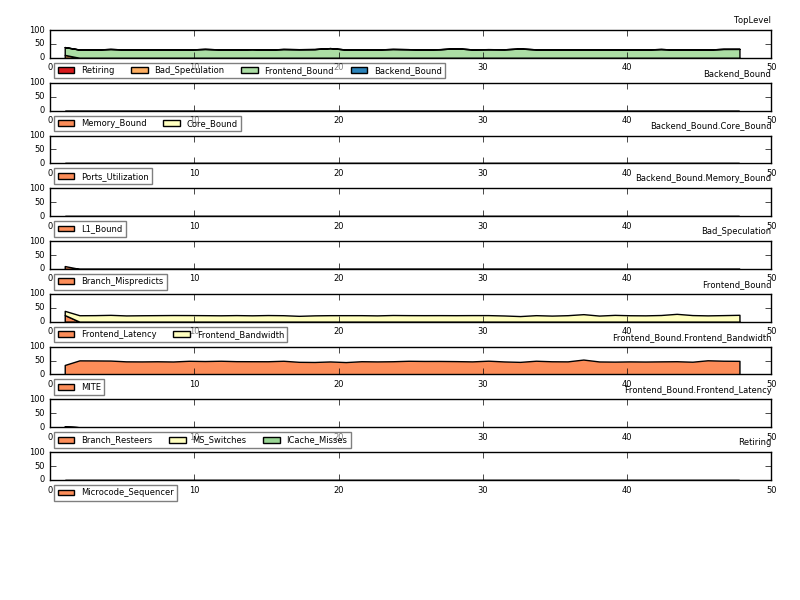 TopLevel
100
50
0
0 10 20 30 40 50
Retiring Bad_Speculation Frontend_Bound Backend_Bound
Backend_Bound
100
50
0
0 10 20 30 40 50
Memory_Bound Core_Bound
Backend_Bound.Core_Bound
100
50
0
0 10 20 30 40 50
Ports_Utilization
Backend_Bound.Memory_Bound
100
50
0
0 10 20 30 40 50
L1_Bound
Bad_Speculation
100
50
0
0 10 20 30 40 50
Branch_Mispredicts
Frontend_Bound
100
50
0
0 10 20 30 40 50
Frontend_Latency Frontend_Bandwidth
Frontend_Bound.Frontend_Bandwidth
100
50
0
0 10 20 30 40 50
MITE
Frontend_Bound.Frontend_Latency
100
50
0
0 10 20 30 40 50
Branch_Resteers MS_Switches ICache_Misses
Retiring
100
50
0
0 10 20 30 40 50
Microcode_Sequencer